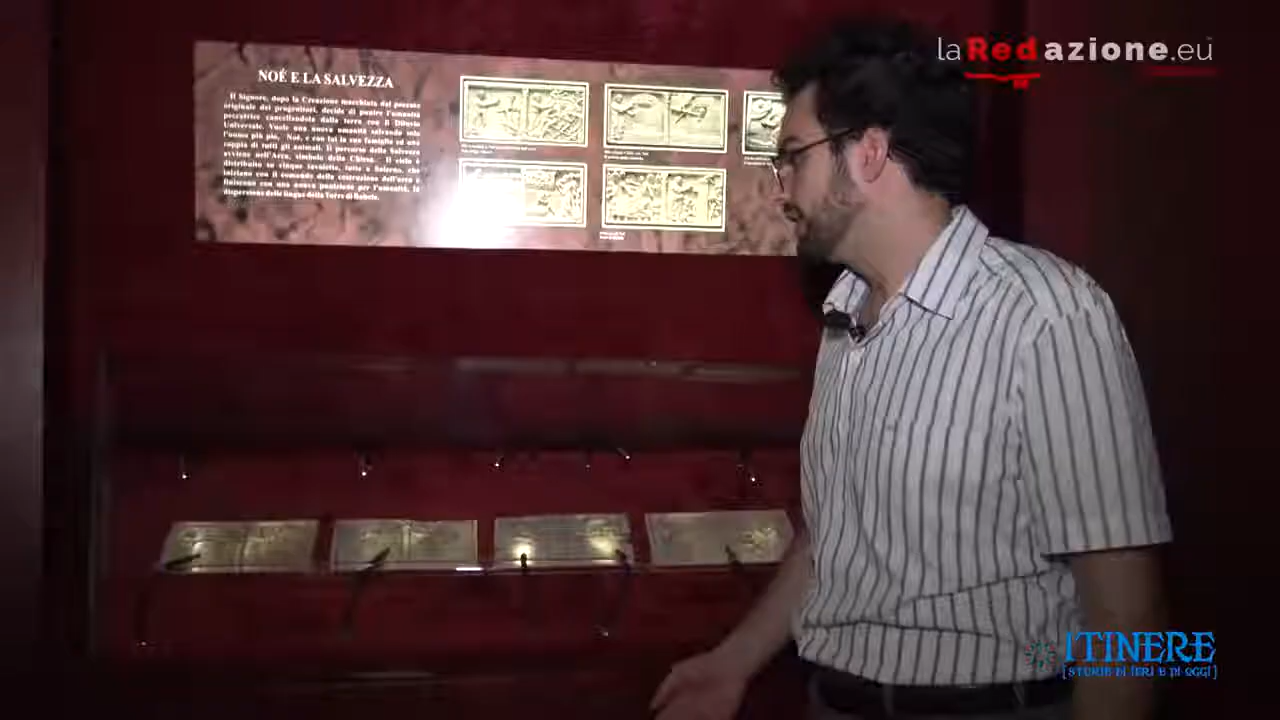 laRedazione.eu
NOÉ E LA SALVEZZA
Il Signore, dopo la Creazione macchiata dal peccato
originale dei progenitori, decide di punire l'umanità
peccatrice cancellandola dalla terra con il Diluvio
Universale. Vuole una nuova umanità salvando solo
l'uomo più pio, Noè, e con lui la sua famiglia ed una
coppia di tutti gli animali. Il percorso della Salvezza
avviene nell'Arca, simbolo della Chiesa. Il ciclo è
distribuito su cinque tavolette, tutte a Salerno, che
iniziano con il comando della costruzione dell'arca e
finiscono con una nuova punizione per l'umanità, la
dispersione delle lingue della Torre di Babele.
ITINERE
[STORIE DI IERI E DI OGGI]